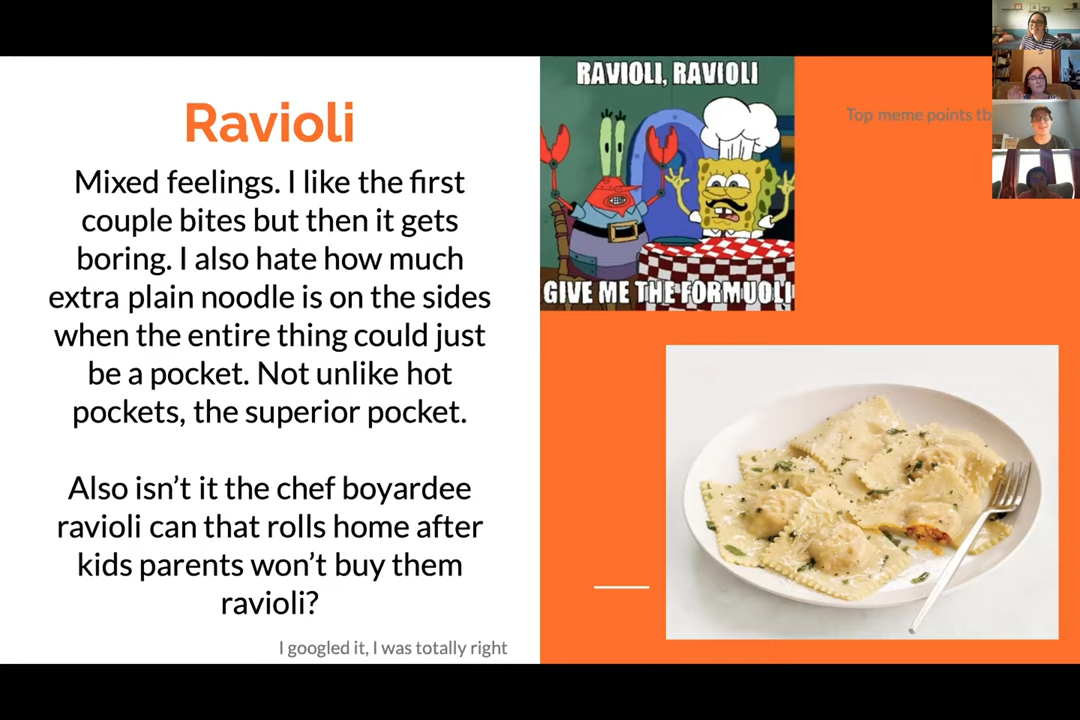 Ravioli
Mixed feelings. I like the first
couple bites but then it gets
boring. I also hate how much
extra plain noodle is on the sides
when the entire thing could just
be a pocket. Not unlike hot
pockets, the superior pocket.
Also isn't it the chef boyardee
ravioli can that rolls home after
kids parents won't buy them
ravioli?
I googled it, I was totally right
RAVIOLI, RAVIOLI
GIVE ME THE FORMUOLI
Top meme points tb